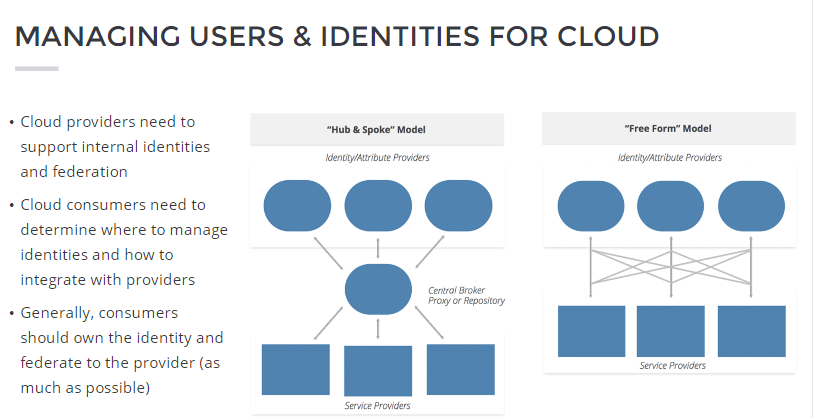 MANAGING USERS & IDENTITIES FOR CLOUD
• Cloud providers need to
support internal identities
and federation
• Cloud consumers need to
determine where to manage
identities and how to
integrate with providers
• Generally, consumers
should own the identity and
federate to the provider (as
much as possible)
"Hub & Spoke" Model
Identity/Attribute Providers
Central Broker
Proxy or Repository
Service Providers
"Free Form" Model
Identity/Attribute Providers
Service Providers